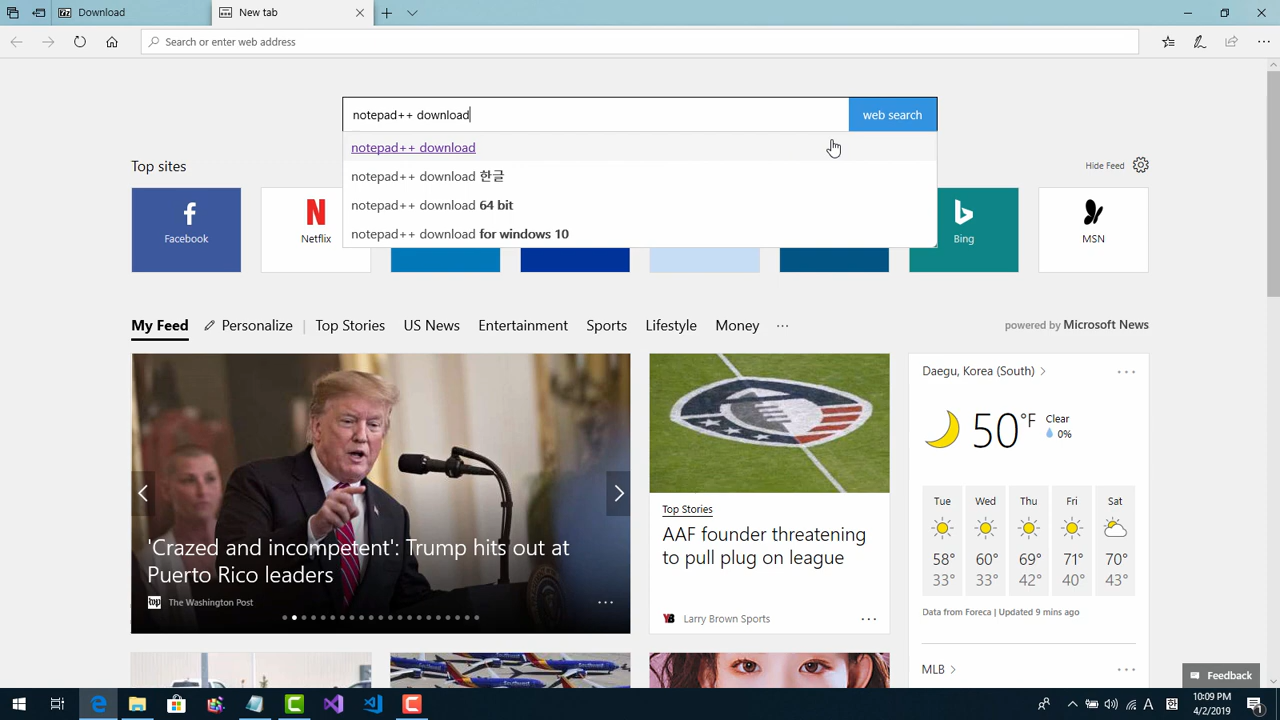 Download
New tab
Search or enter web address
notepad++ download
web search
notepad++ download
notepad++ download 한글
notepad++ download 64 bit
notepad++ download for windows 10
Top sites
Hide Feed
Facebook
Netflix
Bing
MSN
My Feed
Personalize
Top Stories
US News
Entertainment
Sports
Lifestyle
Money
powered by Microsoft News
'Crazed and incompetent': Trump hits out at
Puerto Rico leaders
The Washington Post
Top Stories
AAF founder threatening
to pull plug on league
Larry Brown Sports
Daegu, Korea (South)
50 °F
Clear
0%
Tue Wed Thu Fri Sat
58° 60° 69° 71° 70°
33° 33° 42° 40° 43°
Data from Foreca | Updated 9 mins ago
MLB
Feedback
A
10:09 PM
4/2/2019